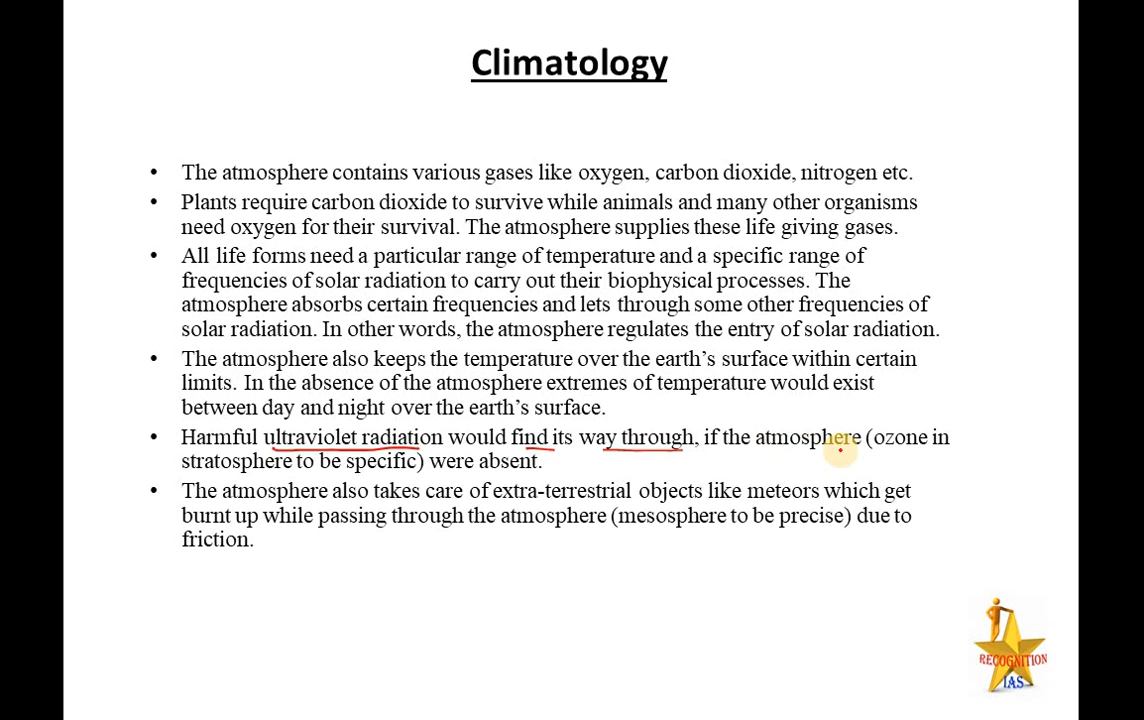 Climatology
• The atmosphere contains various gases like oxygen, carbon dioxide, nitrogen etc.
• Plants require carbon dioxide to survive while animals and many other organisms
need oxygen for their survival. The atmosphere supplies these life giving gases.
• All life forms need a particular range of temperature and a specific range of
frequencies of solar radiation to carry out their biophysical processes. The
atmosphere absorbs certain frequencies and lets through some other frequencies of
solar radiation. In other words, the atmosphere regulates the entry of solar radiation.
• The atmosphere also keeps the temperature over the earth's surface within certain
limits. In the absence of the atmosphere extremes of temperature would exist
between day and night over the earth's surface.
• Harmful ultraviolet radiation would find its way through, if the atmosphere (ozone in
stratosphere to be specific) were absent.
• The atmosphere also takes care of extra-terrestrial objects like meteors which get
burnt up while passing through the atmosphere (mesosphere to be precise) due to
friction.
RECOGNITION
IAS